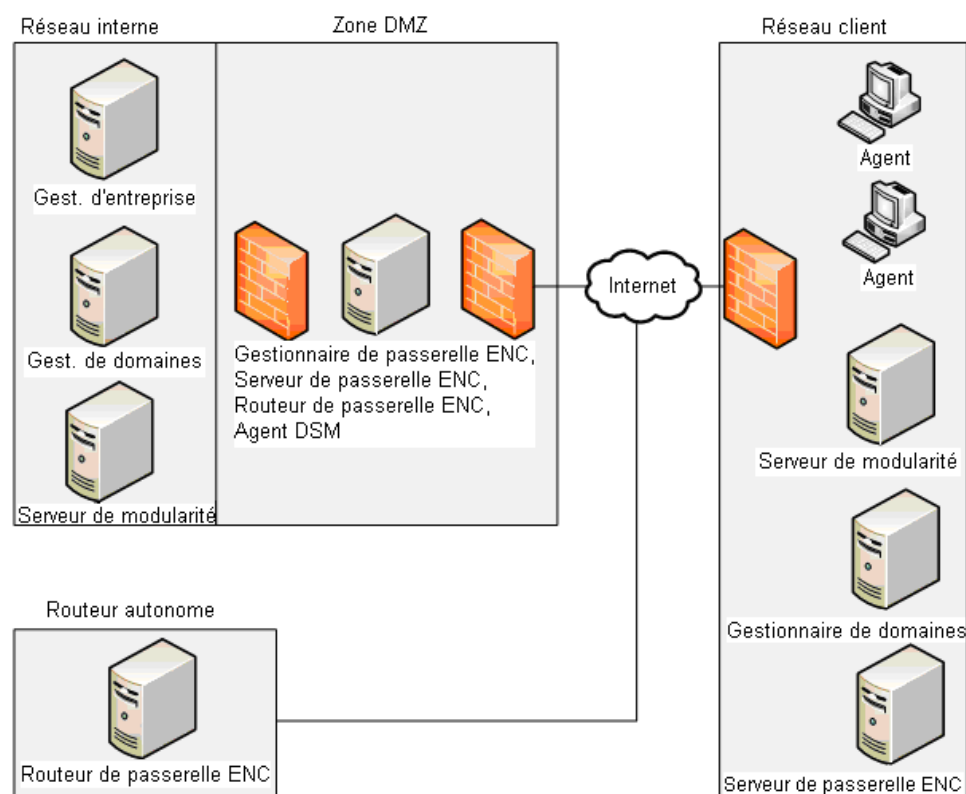 Réseau interne
Zone DMZ
Réseau client
Gest. d'entreprise
Gest. de domaines
Serveur de modularité
Gestionnaire de passerelle ENC,
Serveur de passerelle ENC,
Routeur de passerelle ENC,
Agent DSM
Internet
Agent
Agent
Serveur de modularité
Gestionnaire de domaines
Serveur de passerelle ENC
Routeur autonome
Routeur de passerelle ENC